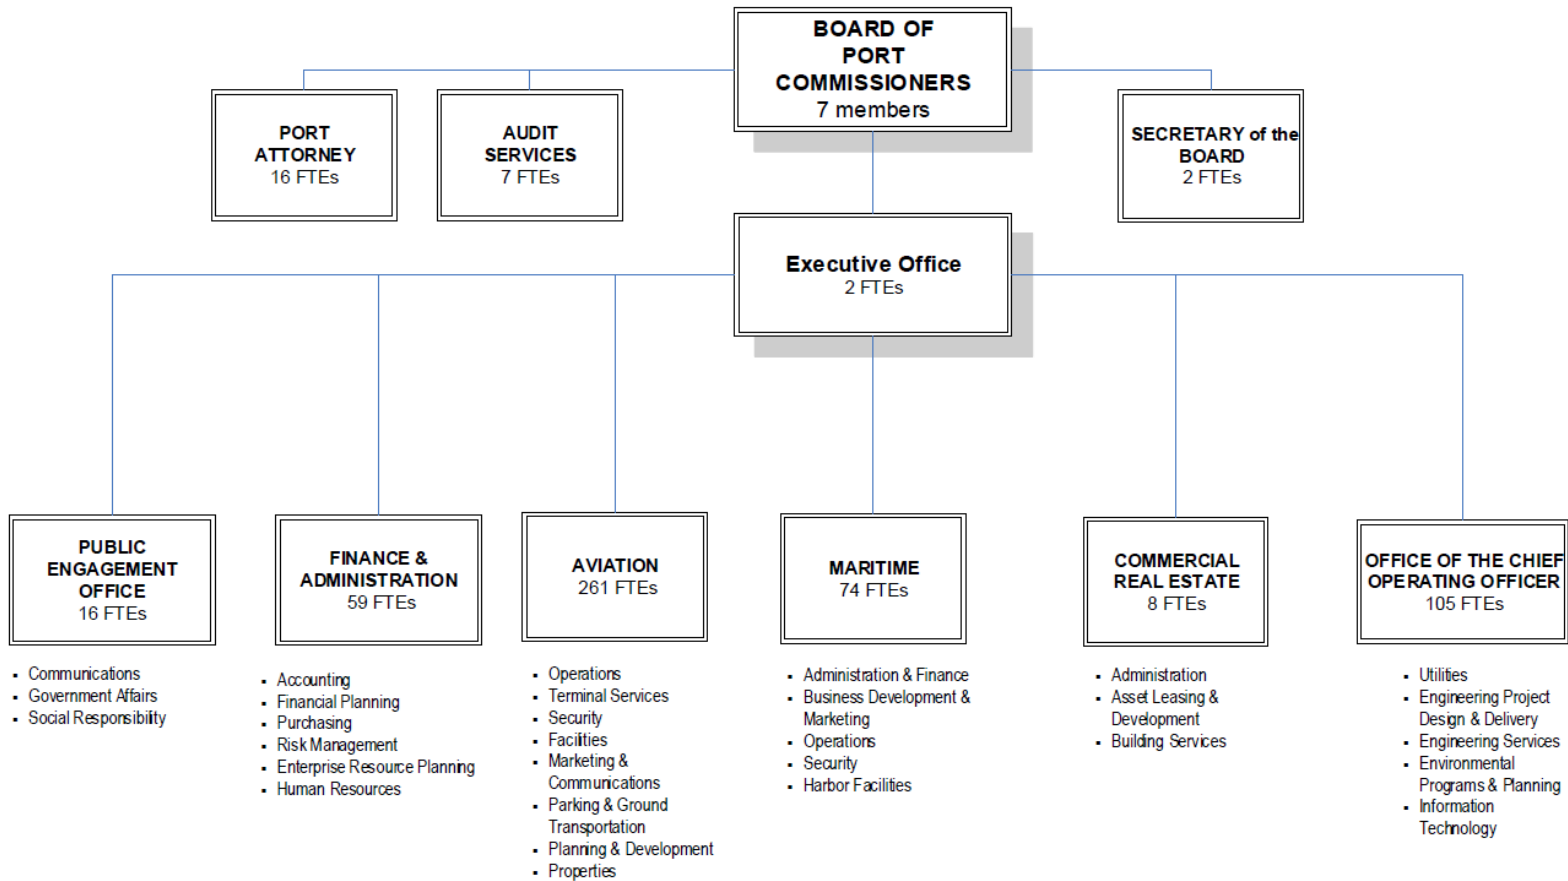 BOARD OF
PORT
COMMISSIONERS
7 members
PORT
ATTORNEY
16 FTEs
AUDIT
SERVICES
7 FTEs
SECRETARY of the
BOARD
2 FTEs
Executive Office
2 FTEs
PUBLIC
ENGAGEMENT
OFFICE
16 FTEs
FINANCE &
ADMINISTRATION
59 FTEs
AVIATION
261 FTEs
MARITIME
74 FTEs
COMMERCIAL
REAL ESTATE
8 FTEs
OFFICE OF THE CHIEF
OPERATING OFFICER
105 FTEs
▪ Communications
▪ Government Affairs
▪ Social Responsibility
▪ Accounting
▪ Financial Planning
▪ Purchasing
▪ Risk Management
▪ Enterprise Resource Planning
▪ Human Resources
▪ Operations
▪ Terminal Services
▪ Security
▪ Facilities
▪ Marketing &
Communications
▪ Parking & Ground
Transportation
▪ Planning & Development
▪ Properties
▪ Administration & Finance
▪ Business Development &
Marketing
▪ Operations
▪ Security
▪ Harbor Facilities
▪ Administration
▪ Asset Leasing &
Development
▪ Building Services
▪ Utilities
▪ Engineering Project
Design & Delivery
▪ Engineering Services
▪ Environmental
Programs & Planning
▪ Information
Technology